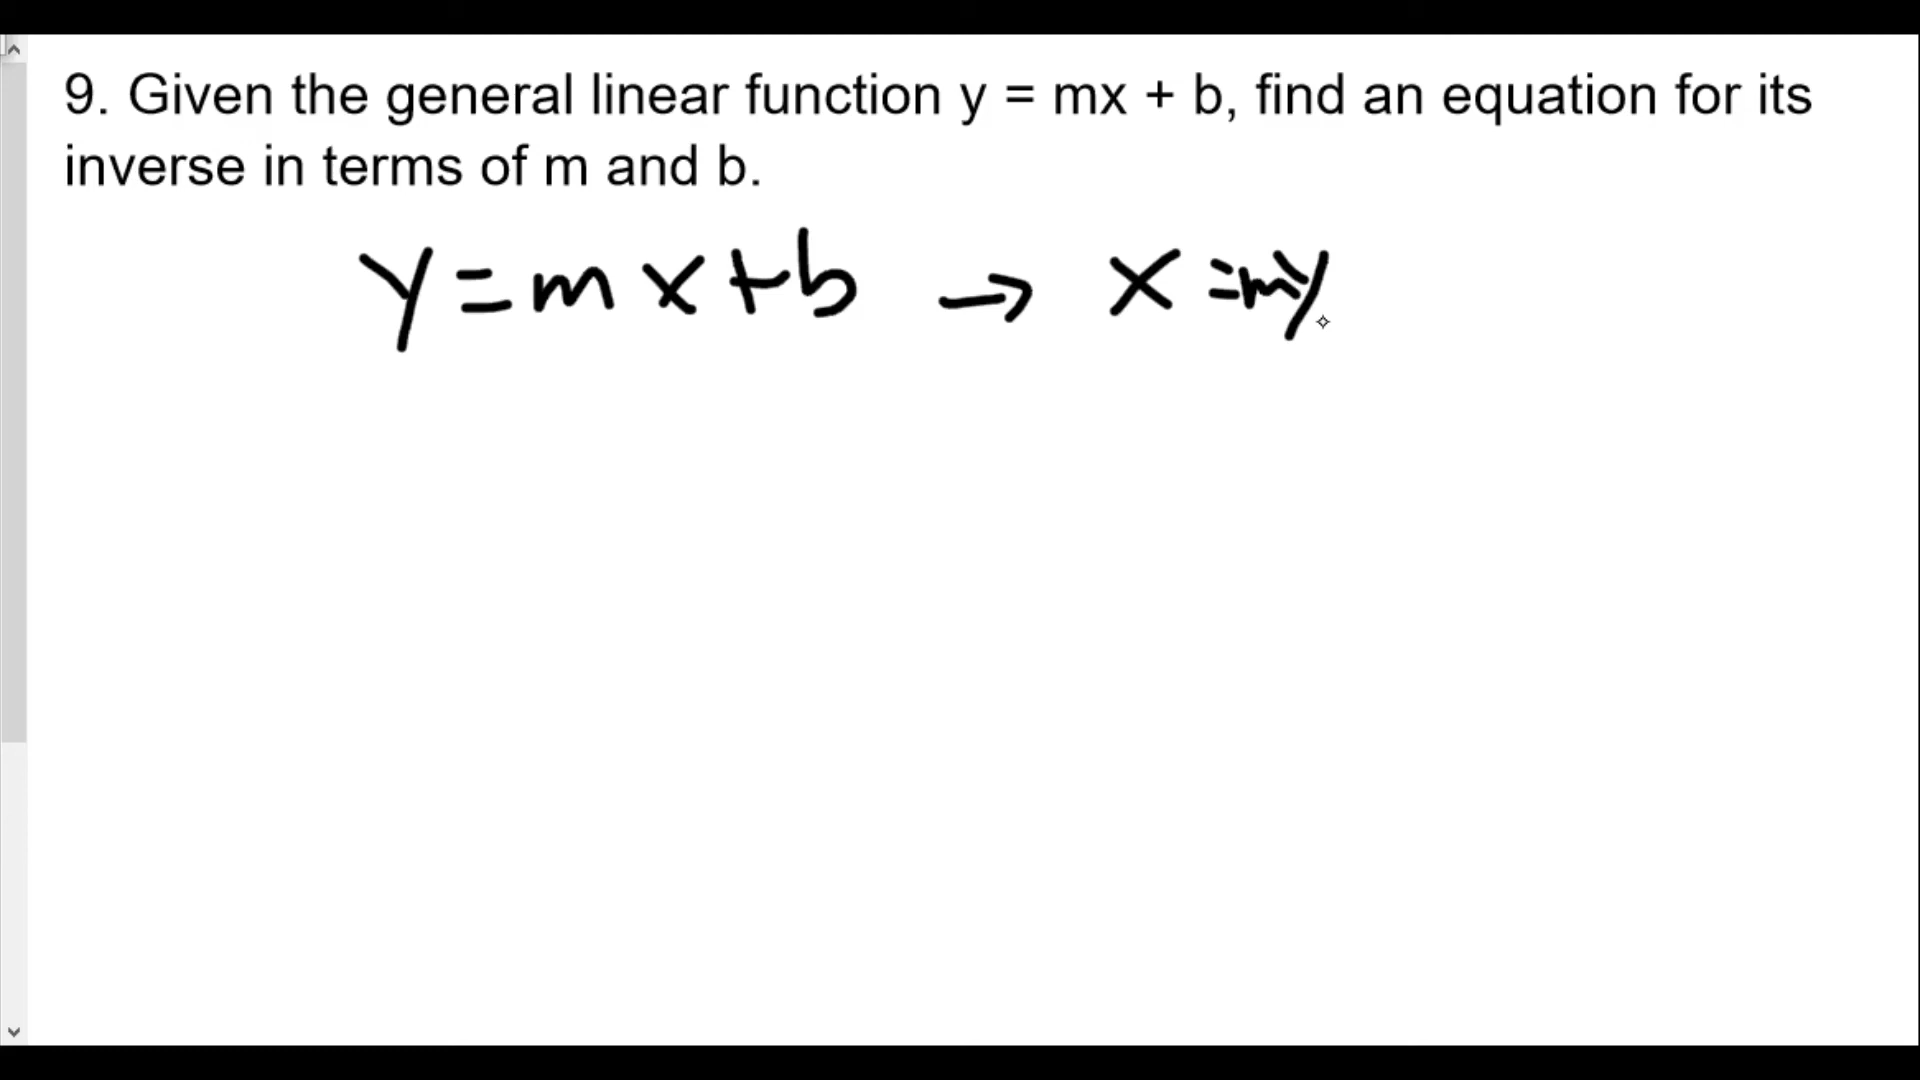 9. Given the general linear function y = mx + b, find an equation for its
inverse in terms of m and b.
y = mx + b → x = my